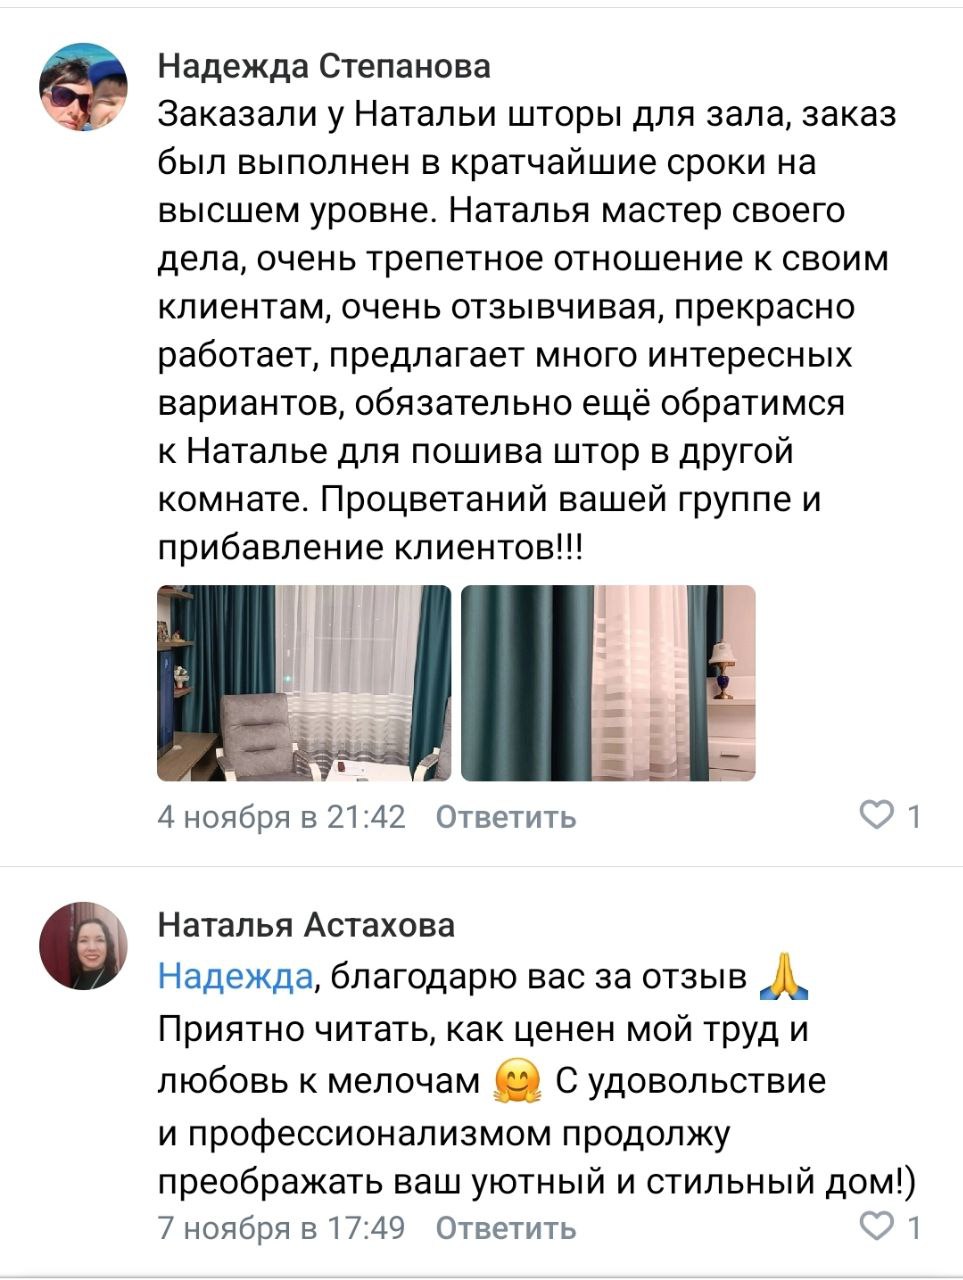 Надежда Степанова
Заказали у Натальи шторы для зала, заказ
был выполнен в кратчайшие сроки на
высшем уровне. Наталья мастер своего
дела, очень трепетное отношение к своим
клиентам, очень отзывчивая, прекрасно
работает, предлагает много интересных
вариантов, обязательно ещё обратимся
к Наталье для пошива штор в другой
комнате. Процветаний вашей группе и
прибавление клиентов!!!
4 ноября в 21:42 Ответить 1
Наталья Астахова
Надежда, благодарю вас за отзыв 🙏
Приятно читать, как ценен мой труд и
любовь к мелочам 🤗 С удовольствие
и профессионализмом продолжу
преображать ваш уютный и стильный дом!)
7 ноября в 17:49 Ответить 1